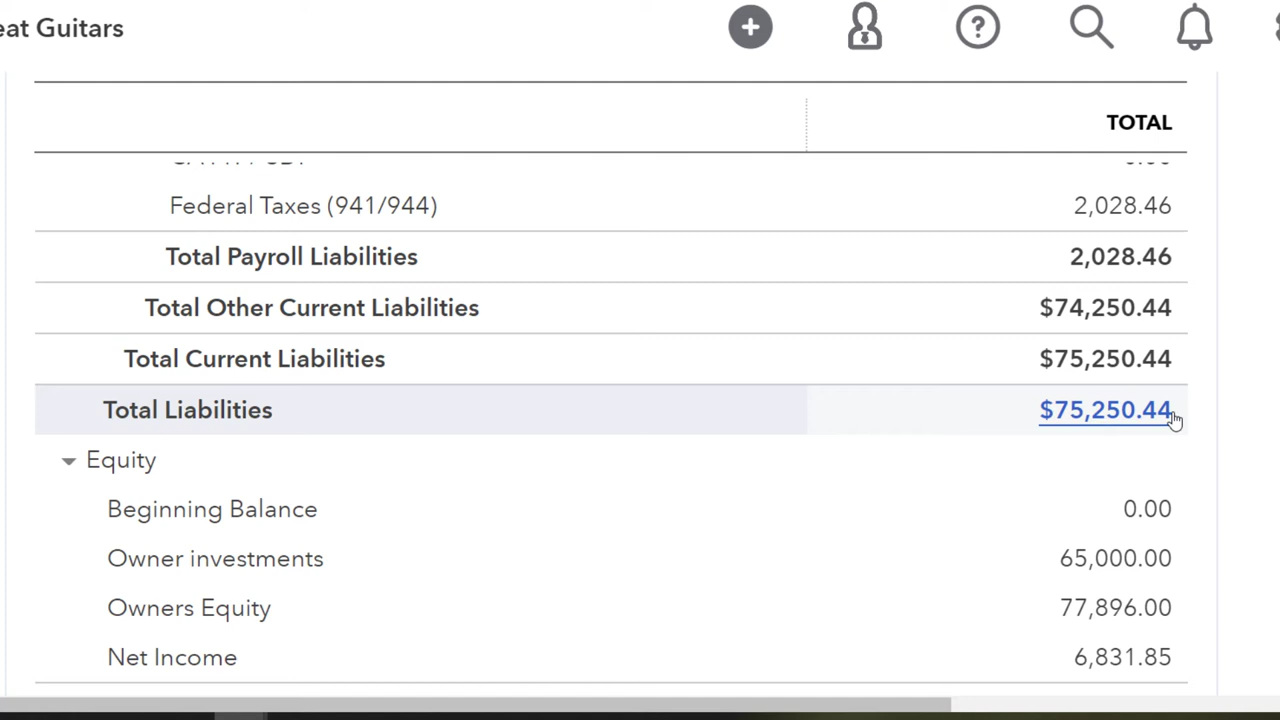 eat Guitars
TOTAL
Federal Taxes (941/944) 2,028.46
Total Payroll Liabilities 2,028.46
Total Other Current Liabilities $74,250.44
Total Current Liabilities $75,250.44
Total Liabilities $75,250.44
Equity
Beginning Balance 0.00
Owner investments 65,000.00
Owners Equity 77,896.00
Net Income 6,831.85